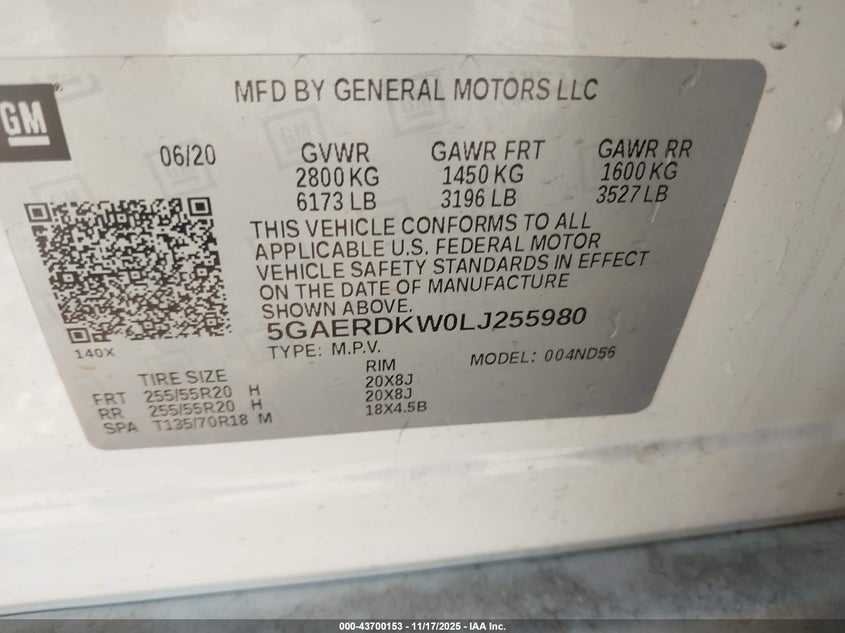 GM
MFD BY GENERAL MOTORS LLC
06/20 GVWR GAWR FRT GAWR RR
2800 KG 1450 KG 1600 KG
6173 LB 3196 LB 3527 LB
THIS VEHICLE CONFORMS TO ALL
APPLICABLE U.S. FEDERAL MOTOR
VEHICLE SAFETY STANDARDS IN EFFECT
ON THE DATE OF MANUFACTURE
SHOWN ABOVE.
5GAERDKW0LJ255980
140X
TYPE: M.P.V. MODEL: 004ND56
TIRE SIZE RIM
FRT 255/55R20 H 20X8J
RR 255/55R20 H 20X8J
SPA T135/70R18 M 18X4.5B
000-43700153 - 11/17/2025 - IAA Inc.